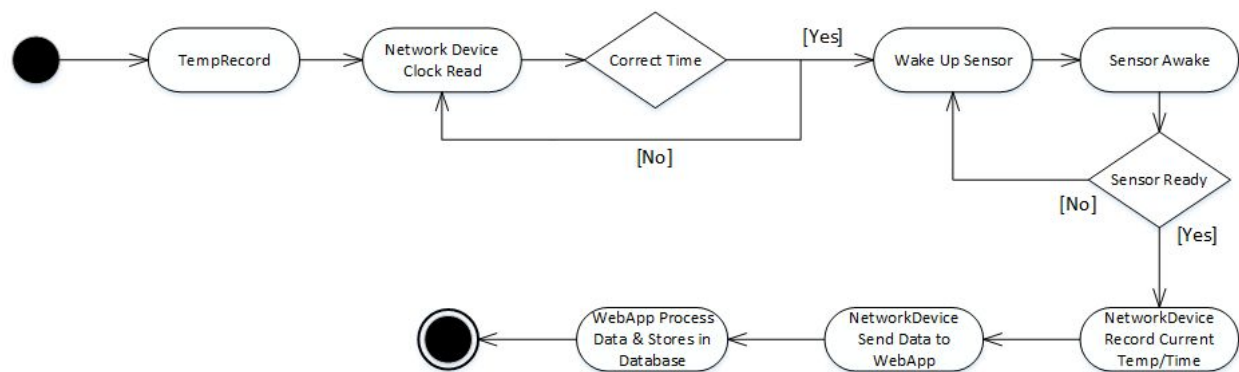 TempRecord
Network Device
Clock Read
Correct Time
[Yes]
[No]
Wake Up Sensor
Sensor Awake
Sensor Ready
[No]
[Yes]
NetworkDevice
Record Current
Temp/Time
NetworkDevice
Send Data to
WebApp
WebApp Process
Data & Stores in
Database